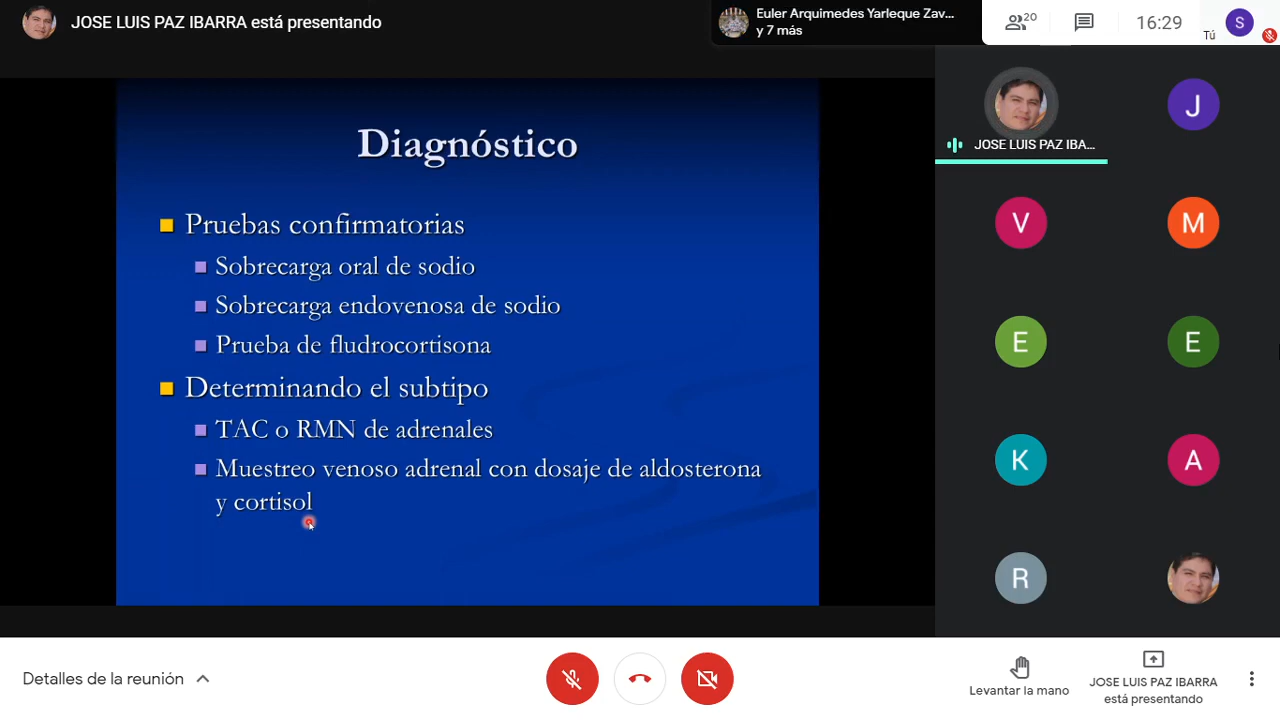 JOSE LUIS PAZ IBARRA está presentando
Euler Arquimedes Yarleque Zav...
y 7 más
20
16:29
Tú
S
Diagnóstico
Pruebas confirmatorias
Sobrecarga oral de sodio
Sobrecarga endovenosa de sodio
Prueba de fludrocortisona
Determinando el subtipo
TAC o RMN de adrenales
Muestreo venoso adrenal con dosaje de aldosterona
y cortisol
JOSE LUIS PAZ IBA...
J
V
M
E
E
K
A
R
Detalles de la reunión
Levantar la mano
JOSE LUIS PAZ IBARRA
está presentando